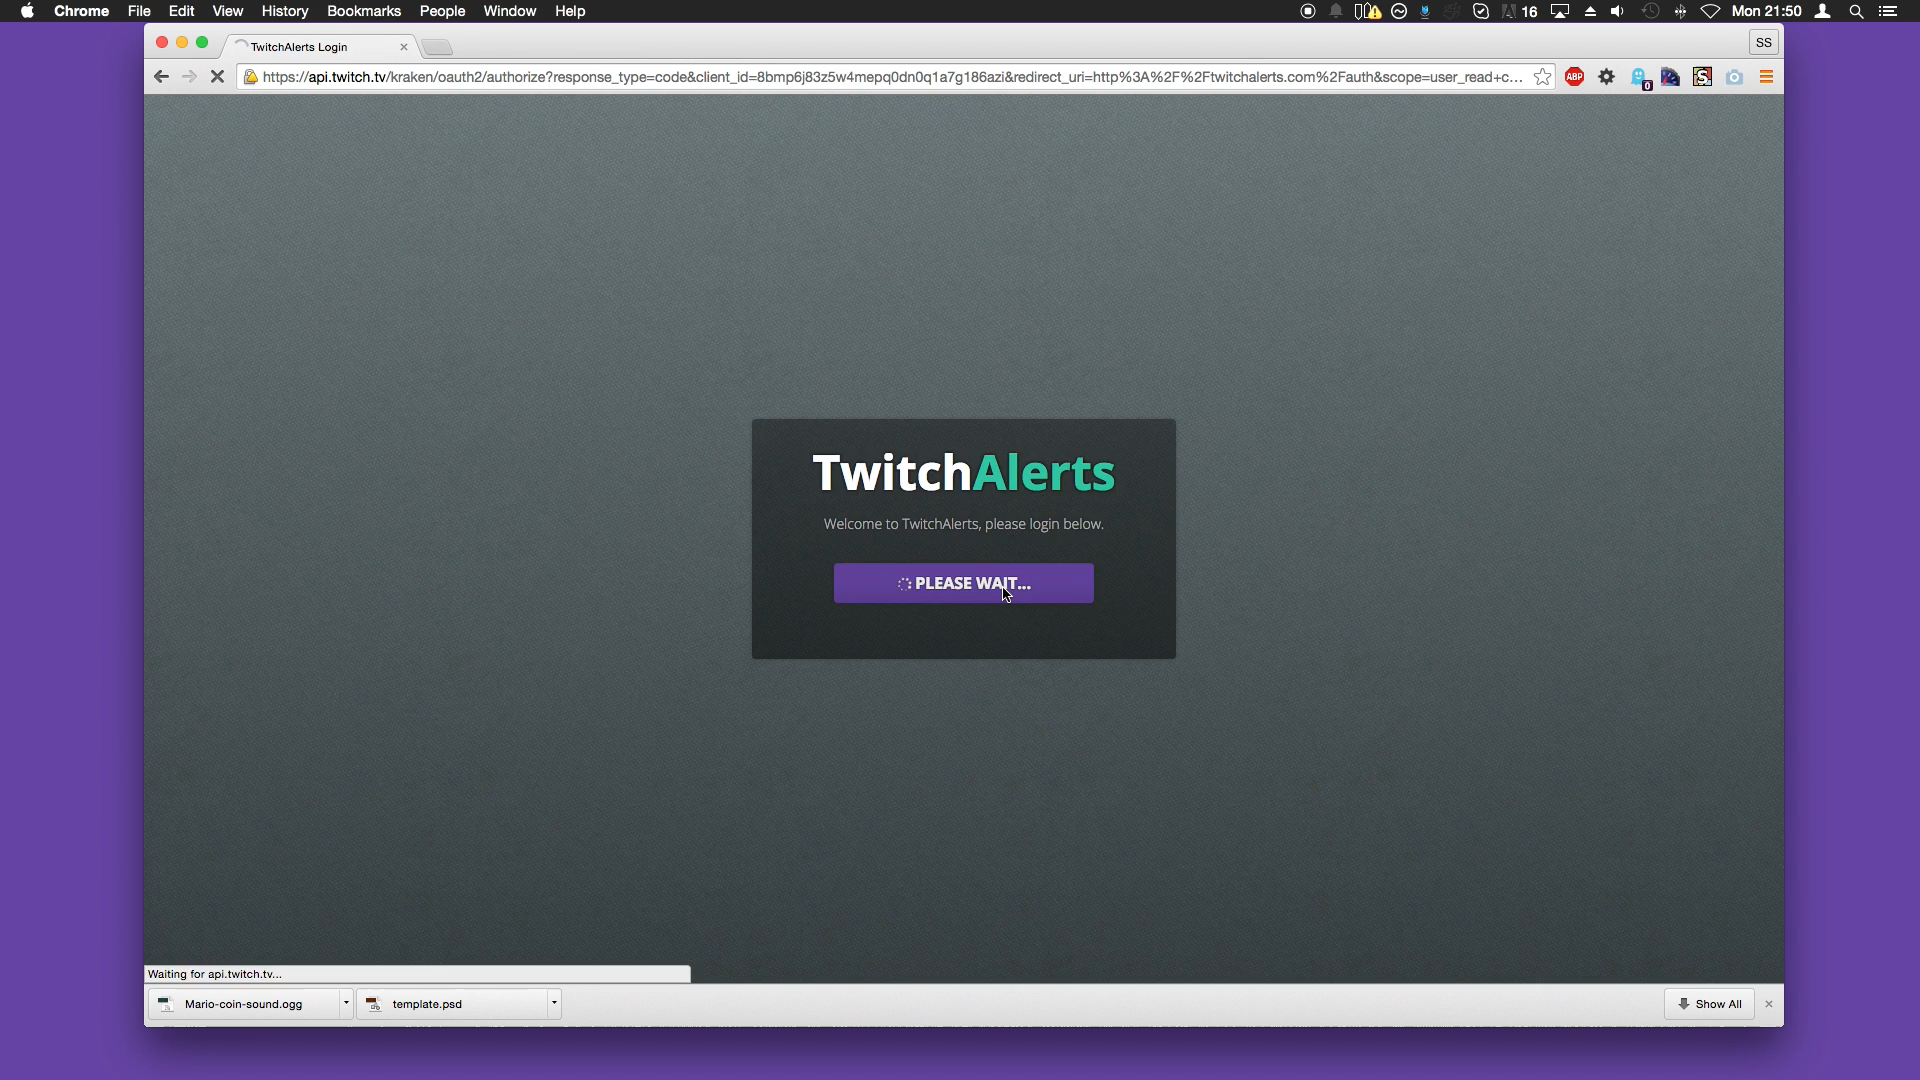 Chrome File Edit View History Bookmarks People Window Help 16 Mon 21:50
TwitchAlerts Login SS
https://api.twitch.tv/kraken/oauth2/authorize?response_type=code&client_id=8bmp6j83z5w4mepq0dn0q1a7g186azi&redirect_uri=http%3A%2F%2Ftwitchalerts.com%2Fauth&scope=user_read+c... ABP 0 S
TwitchAlerts
Welcome to TwitchAlerts, please login below.
PLEASE WAIT...
Waiting for api.twitch.tv...
Mario-coin-sound.ogg template.psd Show All